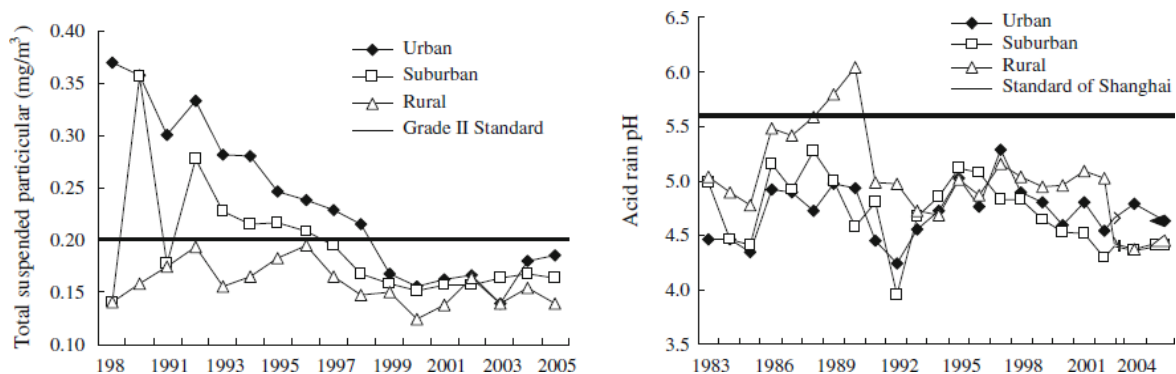 Total suspended particicular (mg/m³)
0.40
0.35
0.30
0.25
0.20
0.15
0.10
Urban
Suburban
Rural
Grade II Standard
198 1991 1993 1995 1997 1999 2001 2003 2005
Acid rain pH
6.5
6.0
5.5
5.0
4.5
4.0
3.5
Urban
Suburban
Rural
Standard of Shanghai
1983 1986 1989 1992 1995 1998 2001 2004